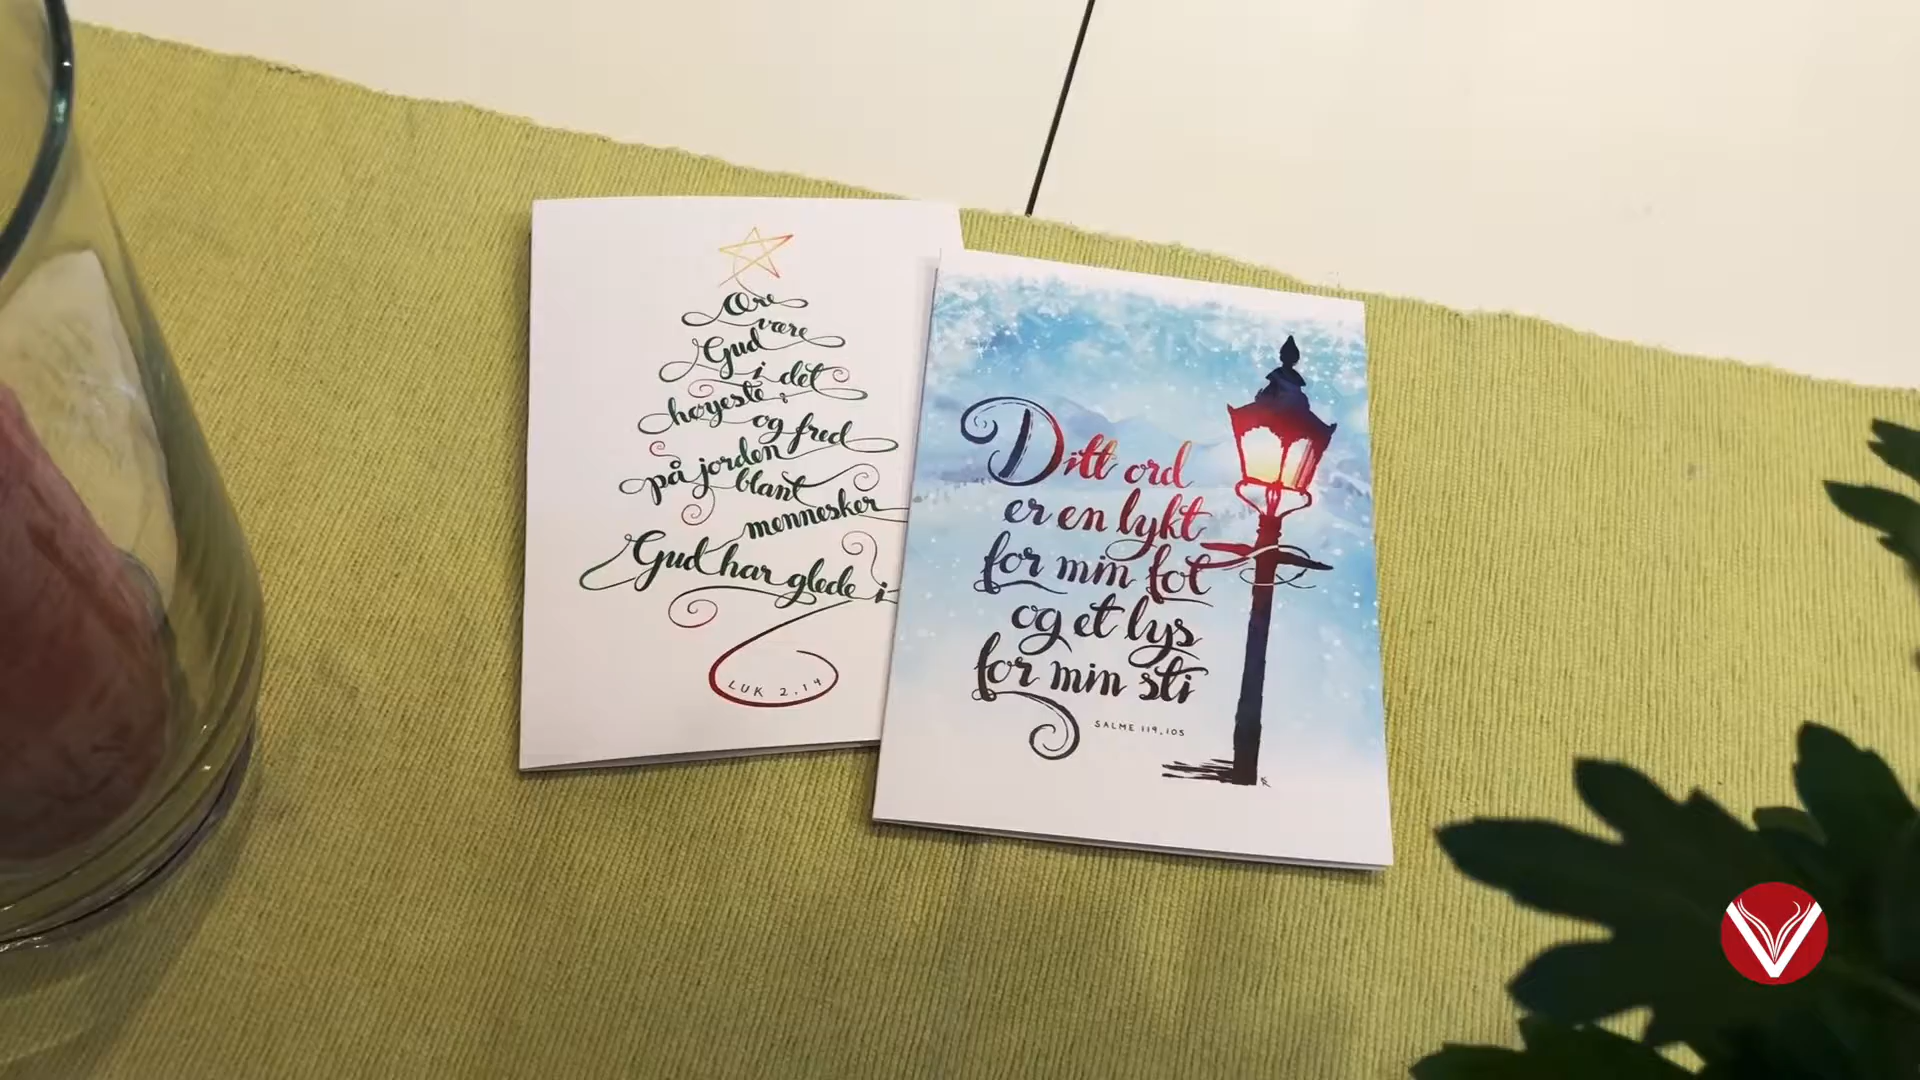 Ære
være
Gud
i det
høyeste,
og fred
på jorden
blant
mennesker
Gud har glede i
LUK 2,14
Ditt ord
er en lykt
for min fot
og et lys
for min sti
SALME 119,105